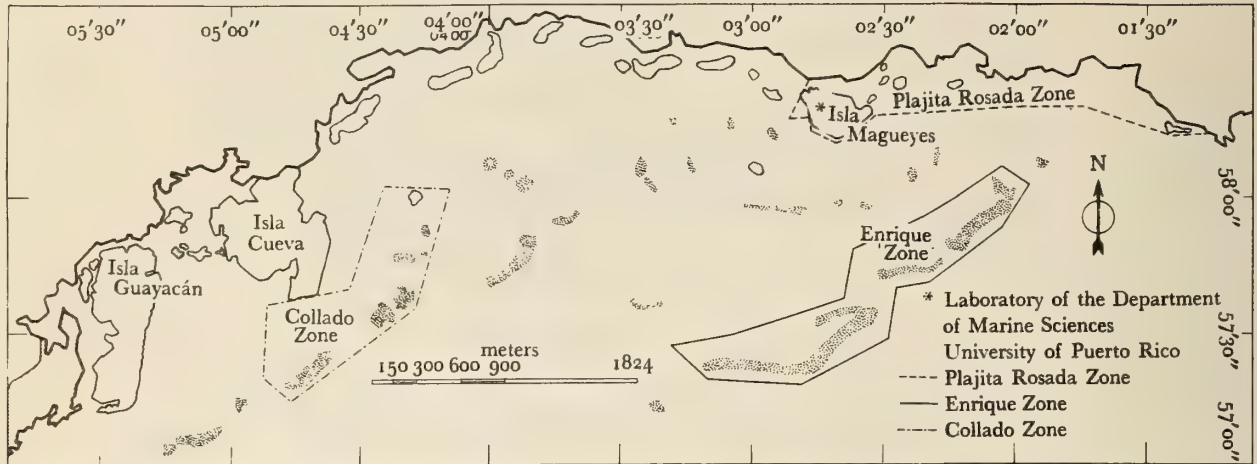 05'30" 05'00" 04'30" 04'00" 03'30" 03'00" 02'30" 02'00" 01'30"
04'00"
Plajita Rosada Zone
* Isla
Magueyes
N
58'00"
Isla
Cueva
Enrique
Zone
Isla
Guayacán
Collado
Zone
* Laboratory of the Department
of Marine Sciences
University of Puerto Rico
57'30"
meters
150 300 600 900 1824
Plajita Rosada Zone
Enrique Zone
Collado Zone
57'00"